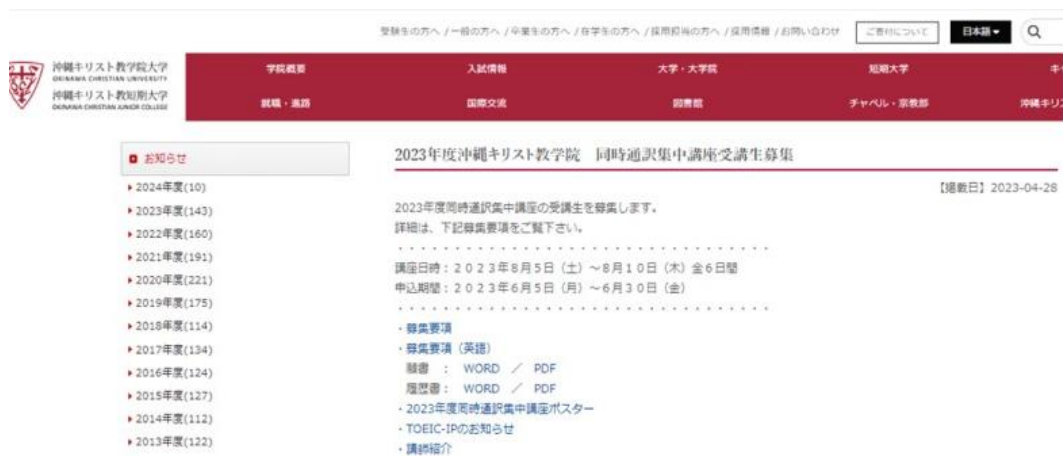 受験生の方へ / 一般の方へ / 卒業生の方へ / 在学生の方へ / 採用担当の方へ / 採用情報 / お問い合わせ
ご寄付について
日本語▼
沖縄キリスト教学院大学
OKINAWA CHRISTIAN UNIVERSITY
沖縄キリスト教短期大学
OKINAWA CHRISTIAN JUNIOR COLLEGE
学院概要
入試情報
大学・大学院
短期大学
キ
就職・進路
国際交流
図書館
チャペル・宗教部
沖縄キリス
お知らせ
2024年度(10)
2023年度(143)
2022年度(160)
2021年度(191)
2020年度(221)
2019年度(175)
2018年度(114)
2017年度(134)
2016年度(124)
2015年度(127)
2014年度(112)
2013年度(122)
2023年度沖縄キリスト教学院 同時通訳集中講座受講生募集
【掲載日】2023-04-28
2023年度同時通訳集中講座の受講生を募集します。
詳細は、下記募集要項をご覧下さい。
・・・・・・・・・・・・・・・・・・・・・・・・・・・・・・・・
講座日時：２０２３年８月５日（土）～８月１０日（木）全６日間
申込期間：２０２３年６月５日（月）～６月３０日（金）
・・・・・・・・・・・・・・・・・・・・・・・・・・・・・・・・
・募集要項
・募集要項（英語）
願書 ： WORD ／ PDF
履歴書： WORD ／ PDF
・2023年度同時通訳集中講座ポスター
・TOEIC-IPのお知らせ
・講師紹介